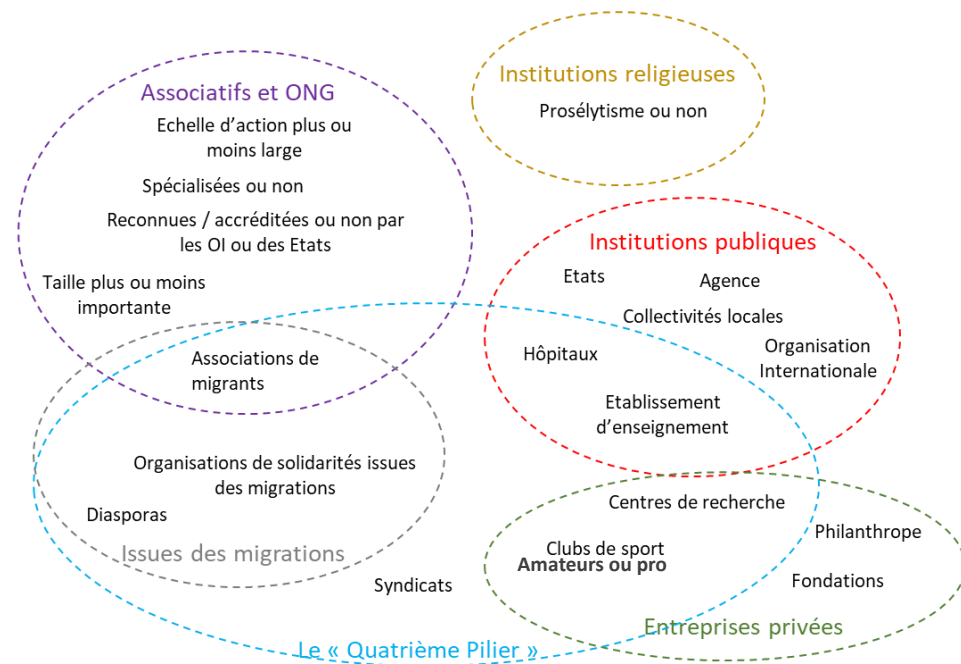 Institutions religieuses
Prosélytisme ou non
Associatifs et ONG
Echelle d’action plus ou
moins large
Spécialisées ou non
Reconnues / accréditées ou non par
les OI ou des Etats
Taille plus ou moins
importante
Institutions publiques
Etats
Agence
Collectivités locales
Hôpitaux
Organisation
Internationale
Etablissement
d’enseignement
Associations de
migrants
Organisations de solidarités issues
des migrations
Diasporas
Issues des migrations
Syndicats
Centres de recherche
Philanthrope
Clubs de sport
Amateurs ou pro
Fondations
Entreprises privées
Le « Quatrième Pilier »